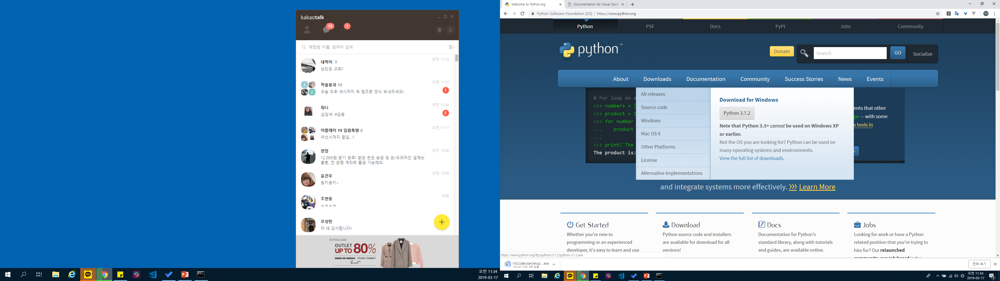 kakaotalk
18
1
채팅방 이름, 참여자 검색
내혁이
오전 11:12
남친은 교회?
학술분과 10
오전 11:32
오늘 오후 세시까지 꼭 협조문 양식 보내주세요!
1
워니
오전 11:30
샵검색: #감동
5
어플레이 19 임원톡방 6
오전 11:17
여섯시까지 할걸...?
현암
오전 10:56
12,000원 받기 완료! 받은 돈은 송금 및 온/오프라인 결제는
물론, 전 은행 계좌로 출금 가능해요.
윤건우
오전 10:56
옹키옹키~
조현동
어제
ㅇㅋㅇㅋ
오성빈
아 네 감사합니다!
S.I.VILLAGE
OUTLET
UP TO 80%
VOICE OF VOICES STUDIO TOMBOY
TALK
오전 11:34
2019-03-17
Welcome to Python.org
Documentation for Visual Studi
Python Software Foundation [US] | https://www.python.org
TO
Python
PSF
Docs
PyPI
Jobs
Community
python™
Donate
Search
GO
Socialize
About
Downloads
Documentation
Community
Success Stories
News
Events
# For loop on a
>>> numbers = [
>>> product = 1
>>> for number
... product
...
>>> print('The
The product is:
All releases
Source code
Windows
Mac OS X
Other Platforms
License
Alternative Implementations
Download for Windows
Python 3.7.2
Note that Python 3.5+ cannot be used on Windows XP
or earlier.
Not the OS you are looking for? Python can be used on
many operating systems and environments.
View the full list of downloads.
ents that other
ge — with some
w tools in
5
and integrate systems more effectively. >>> Learn More
Get Started
Whether you're new to
programming or an experienced
developer, it's easy to learn and use
Download
Python source code and installers
are available for download for all
versions!
Docs
Documentation for Python's
standard library, along with tutorials
and guides, are available online.
Jobs
Looking for work or have a Python
related position that you're trying to
hire for? Our relaunched
community-run job board is the
https://www.python.org/ftp/python/3.7.2/python-3.7.2.exe
VSCodeUserSetup....exe
18.2/47.7MB, 9초 남음
전체 보기
TALK
오전 11:34
2019-03-17